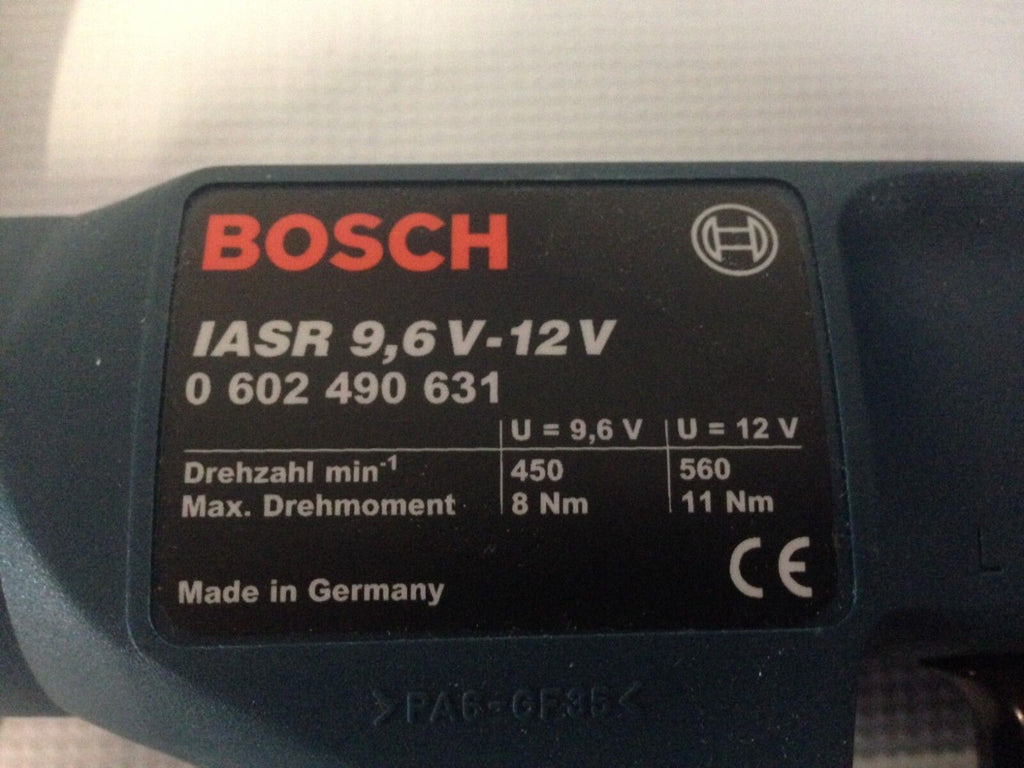 BOSCH
IASR 9,6 V-12 V
0 602 490 631
U = 9,6 V U = 12 V
Drehzahl min⁻¹ 450 560
Max. Drehmoment 8 Nm 11 Nm
CE
Made in Germany
>PA6-GF35<
L